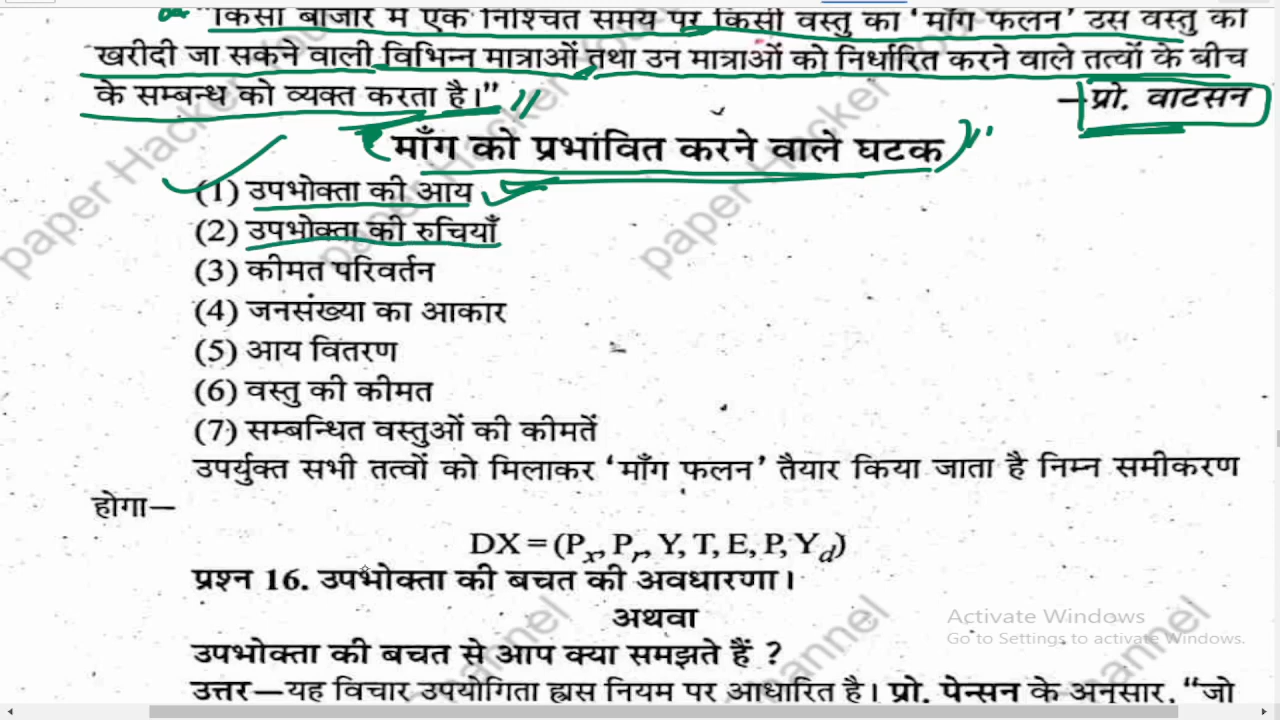 "किसी बाजार में एक निश्चित समय पर किसी वस्तु का 'माँग फलन' उस वस्तु की
खरीदी जा सकने वाली विभिन्न मात्राओं तथा उन मात्राओं को निर्धारित करने वाले तत्वों के बीच
के सम्बन्ध को व्यक्त करता है।"
—प्रो. वाटसन
माँग को प्रभावित करने वाले घटक
(1) उपभोक्ता की आय
(2) उपभोक्ता की रुचियाँ
(3) कीमत परिवर्तन
(4) जनसंख्या का आकार
(5) आय वितरण
(6) वस्तु की कीमत
(7) सम्बन्धित वस्तुओं की कीमतें
उपर्युक्त सभी तत्वों को मिलाकर 'माँग फलन' तैयार किया जाता है निम्न समीकरण
होगा—
DX = (Px, Pr, Y, T, E, P, Yd)
प्रश्न 16. उपभोक्ता की बचत की अवधारणा।
अथवा
Activate Windows
Go to Settings to activate Windows.
उपभोक्ता की बचत से आप क्या समझते हैं ?
उत्तर—यह विचार उपयोगिता ह्रास नियम पर आधारित है। प्रो. पेन्सन के अनुसार, "जो